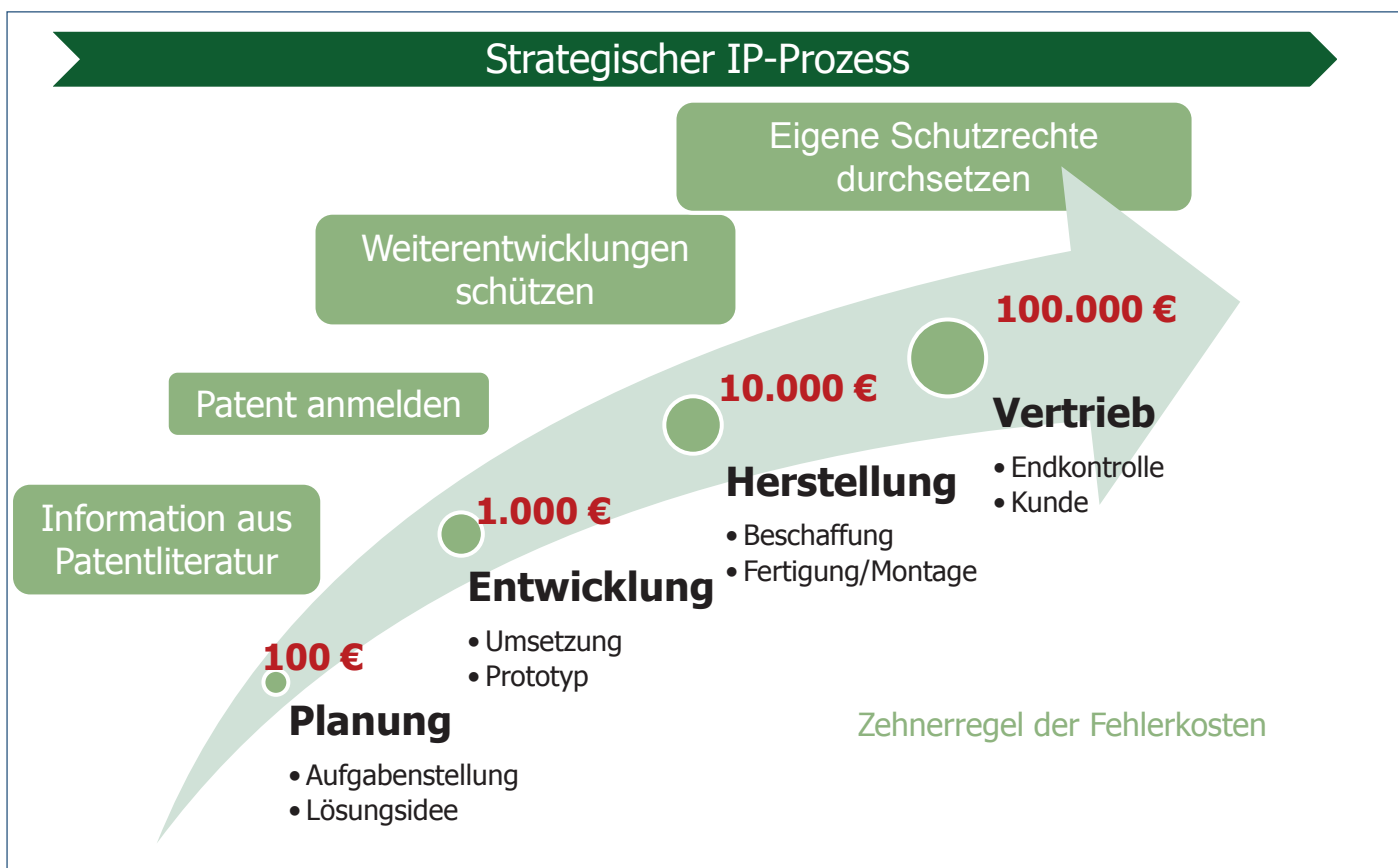 Strategischer IP-Prozess
Eigene Schutzrechte
durchsetzen
Weiterentwicklungen
schützen
Patent anmelden
Information aus
Patentliteratur
100 €
Planung
• Aufgabenstellung
• Lösungsidee
1.000 €
Entwicklung
• Umsetzung
• Prototyp
10.000 €
Herstellung
• Beschaffung
• Fertigung/Montage
100.000 €
Vertrieb
• Endkontrolle
• Kunde
Zehnerregel der Fehlerkosten